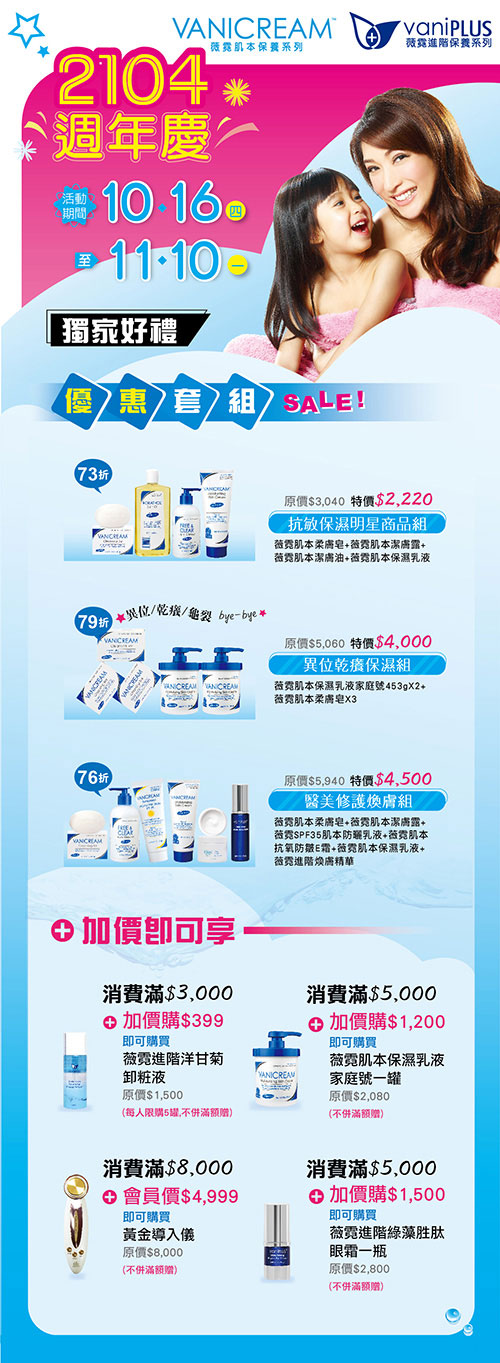 VANICREAM™
薇霓肌本保養系列
vaniPLUS
薇霓進階保養系列
2104
週年慶
活動期間 10·16 四
至 11·10 一
獨家好禮
優惠套組 SALE!
73折
原價$3,040 特價$2,220
抗敏保濕明星商品組
薇霓肌本柔膚皂+薇霓肌本潔膚露+
薇霓肌本潔膚油+薇霓肌本保濕乳液
79折
異位/乾癢/龜裂 bye-bye
原價$5,060 特價$4,000
異位乾癢保濕組
薇霓肌本保濕乳液家庭號453gX2+
薇霓肌本柔膚皂X3
76折
原價$5,940 特價$4,500
醫美修護煥膚組
薇霓肌本柔膚皂+薇霓肌本潔膚露+
薇霓SPF35肌本防曬乳液+薇霓肌本
抗氧防皺E霜+薇霓肌本保濕乳液+
薇霓進階煥膚精華
加價即可享
消費滿$3,000
加價購$399
即可購買
薇霓進階洋甘菊
卸粧液
原價$1,500
(每人限購5罐,不併滿額贈)
消費滿$5,000
加價購$1,200
即可購買
薇霓肌本保濕乳液
家庭號一罐
原價$2,080
(不併滿額贈)
消費滿$8,000
會員價$4,999
即可購買
黃金導入儀
原價$8,000
(不併滿額贈)
消費滿$5,000
加價購$1,500
即可購買
薇霓進階綠藻胜肽
眼霜一瓶
原價$2,800
(不併滿額贈)